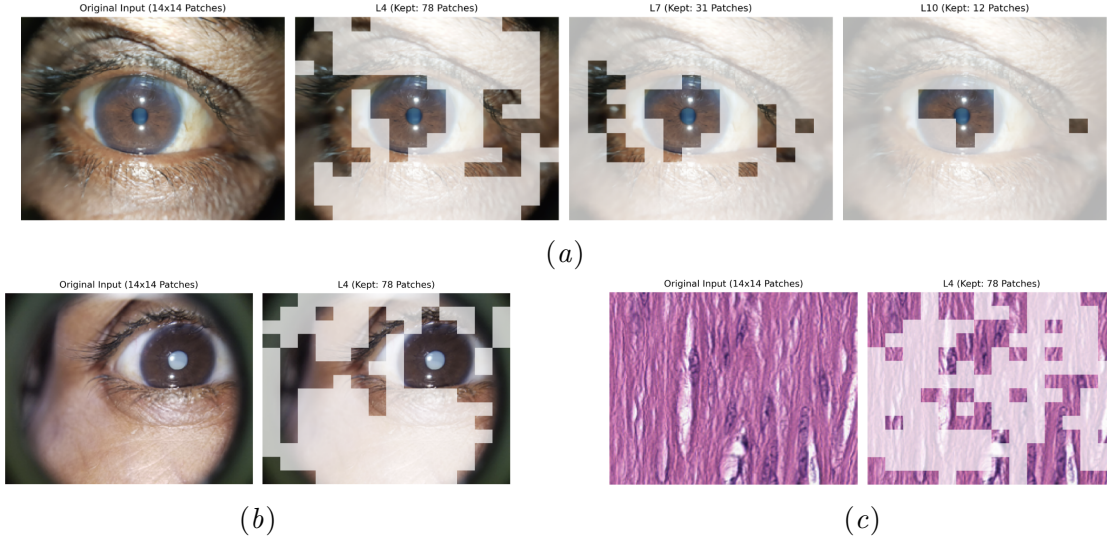 Original Input (14x14 Patches) L4 (Kept: 78 Patches) L7 (Kept: 31 Patches) L10 (Kept: 12 Patches)
(a)
Original Input (14x14 Patches) L4 (Kept: 78 Patches) Original Input (14x14 Patches) L4 (Kept: 78 Patches)
(b) (c)